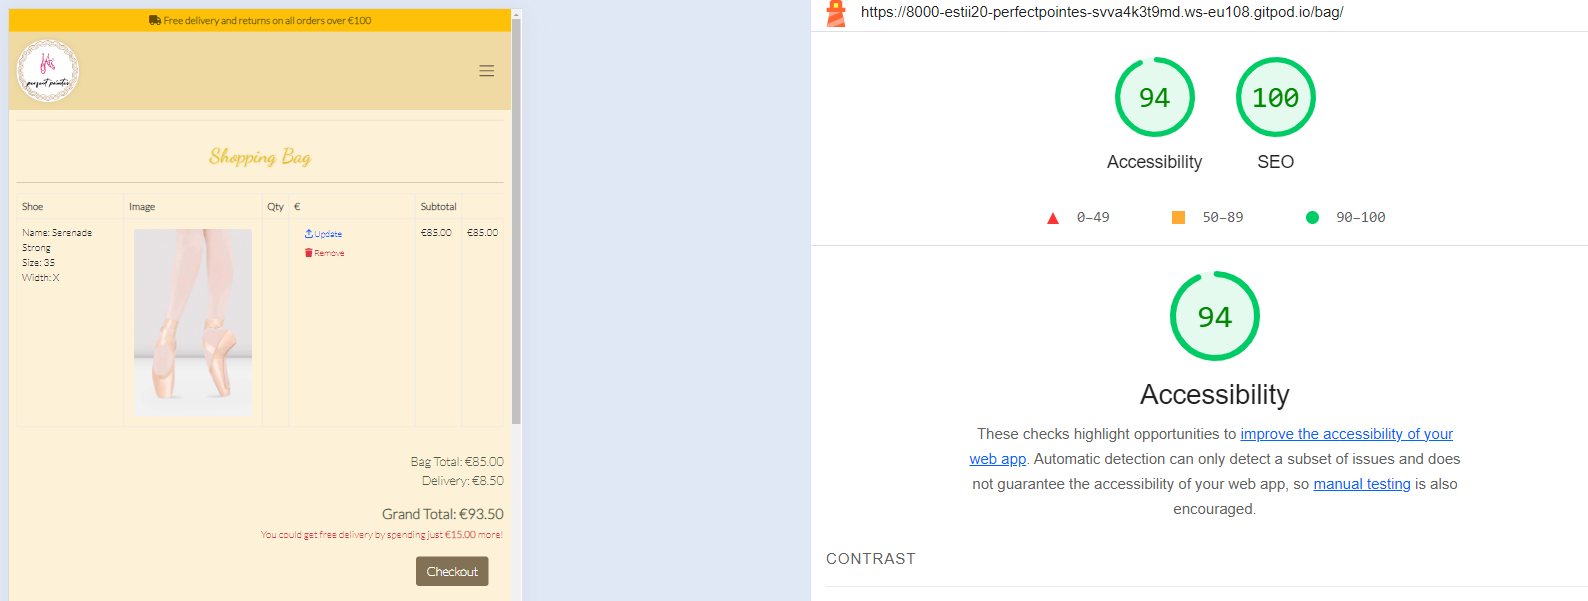 Free delivery and returns on all orders over €100
perfect pointes
Shopping Bag
Shoe Image Qty € Subtotal
Name: Serenade
Strong
Size: 35
Width: X
Update
Remove
€85.00 €85.00
Bag Total: €85.00
Delivery: €8.50
Grand Total: €93.50
You could get free delivery by spending just €15.00 more!
Checkout
https://8000-estii20-perfectpointes-svva4k3t9md.ws-eu108.gitpod.io/bag/
94 100
Accessibility SEO
0–49 50–89 90–100
94
Accessibility
These checks highlight opportunities to improve the accessibility of your
web app. Automatic detection can only detect a subset of issues and does
not guarantee the accessibility of your web app, so manual testing is also
encouraged.
CONTRAST